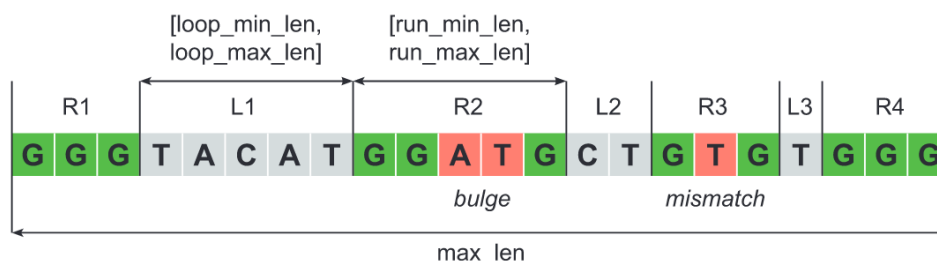 [loop_min_len, [run_min_len,
loop_max_len] run_max_len]
R1 L1 R2 L2 R3 L3 R4
G G G T A C A T G G A T G C T G T G T G G G
bulge mismatch
max_len